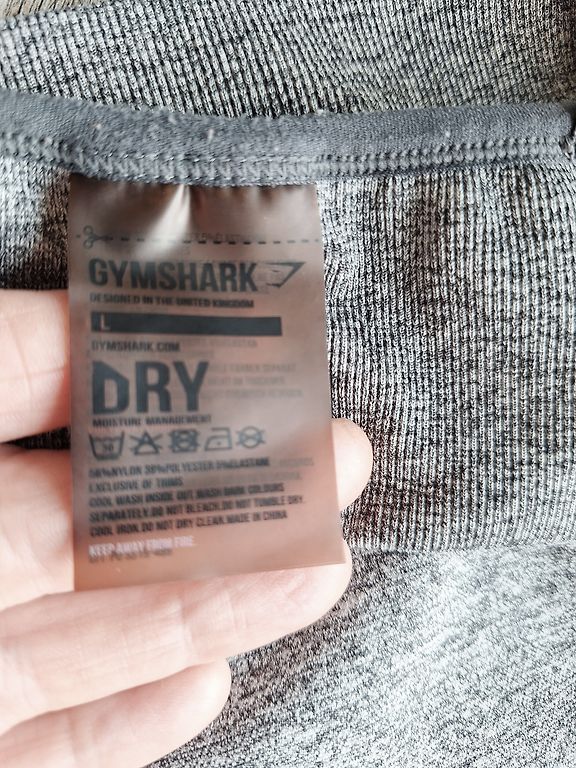 GYMSHARK
DESIGNED IN THE UNITED KINGDOM
L
GYMSHARK.COM
DRY
MOISTURE MANAGEMENT
30
EXCLUSIVE OF TRIMS
COOL WASH INSIDE OUT.WASH DARK COLOURS
SEPARATELY.DO NOT BLEACH.DO NOT TUMBLE DRY.
COOL IRON.DO NOT DRY CLEAN.MADE IN CHINA
KEEP AWAY FROM FIRE.